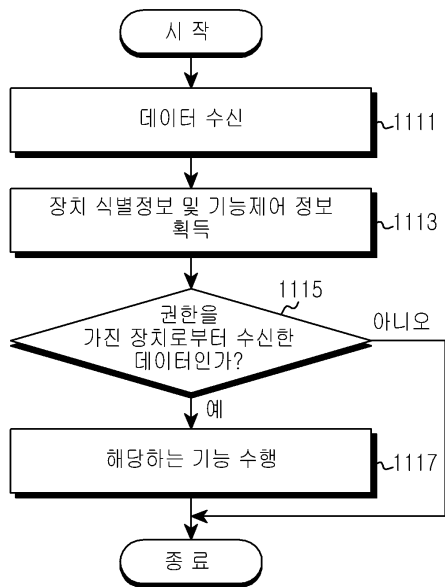 시 작
데이터 수신
1111
장치 식별정보 및 기능제어 정보
획득
1113
1115
권한을
가진 장치로부터 수신한
데이터인가?
아니오
예
해당하는 기능 수행
1117
종 료